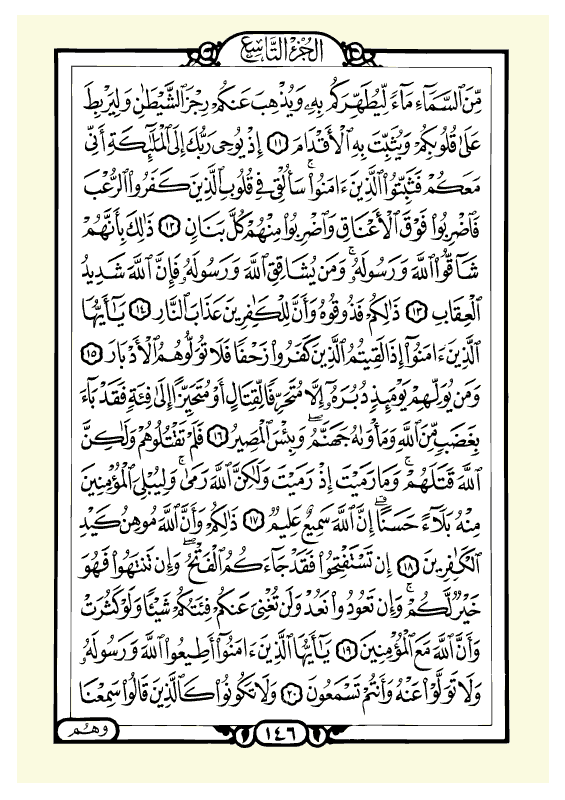 الجُزْءُ التَّاسِع
مِّنَ ٱلسَّمَآءِ مَآءً لِّيُطَهِّرَكُم بِهِۦ وَيُذْهِبَ عَنكُمْ رِجْزَ ٱلشَّيْطَٰنِ وَلِيَرْبِطَ
عَلَىٰ قُلُوبِكُمْ وَيُثَبِّتَ بِهِ ٱلْأَقْدَامَ ١١ إِذْ يُوحِى رَبُّكَ إِلَى ٱلْمَلَٰٓئِكَةِ أَنِّى
مَعَكُمْ فَثَبِّتُوا۟ ٱلَّذِينَ ءَامَنُوا۟ ۚ سَأُلْقِى فِى قُلُوبِ ٱلَّذِينَ كَفَرُوا۟ ٱلرُّعْبَ
فَٱضْرِبُوا۟ فَوْقَ ٱلْأَعْنَاقِ وَٱضْرِبُوا۟ مِنْهُمْ كُلَّ بَنَانٍ ١٢ ذَٰلِكَ بِأَنَّهُمْ
شَآقُّوا۟ ٱللَّهَ وَرَسُولَهُۥ ۚ وَمَن يُشَاقِقِ ٱللَّهَ وَرَسُولَهُۥ فَإِنَّ ٱللَّهَ شَدِيدُ
ٱلْعِقَابِ ١٣ ذَٰلِكُمْ فَذُوقُوهُ وَأَنَّ لِلْكَٰفِرِينَ عَذَابَ ٱلنَّارِ ١٤ يَٰٓأَيُّهَا
ٱلَّذِينَ ءَامَنُوٓا۟ إِذَا لَقِيتُمُ ٱلَّذِينَ كَفَرُوا۟ زَحْفًا فَلَا تُوَلُّوهُمُ ٱلْأَدْبَارَ ١٥
وَمَن يُوَلِّهِمْ يَوْمَئِذٍ دُبُرَهُۥٓ إِلَّا مُتَحَرِّفًا لِّقِتَالٍ أَوْ مُتَحَيِّزًا إِلَىٰ فِئَةٍ فَقَدْ بَآءَ
بِغَضَبٍ مِّنَ ٱللَّهِ وَمَأْوَىٰهُ جَهَنَّمُ ۖ وَبِئْسَ ٱلْمَصِيرُ ١٦ فَلَمْ تَقْتُلُوهُمْ وَلَٰكِنَّ
ٱللَّهَ قَتَلَهُمْ ۚ وَمَا رَمَيْتَ إِذْ رَمَيْتَ وَلَٰكِنَّ ٱللَّهَ رَمَىٰ ۚ وَلِيُبْلِىَ ٱلْمُؤْمِنِينَ
مِنْهُ بَلَآءً حَسَنًا ۚ إِنَّ ٱللَّهَ سَمِيعٌ عَلِيمٌ ١٧ ذَٰلِكُمْ وَأَنَّ ٱللَّهَ مُوهِنُ كَيْدِ
ٱلْكَٰفِرِينَ ١٨ إِن تَسْتَفْتِحُوا۟ فَقَدْ جَآءَكُمُ ٱلْفَتْحُ ۖ وَإِن تَنتَهُوا۟ فَهُوَ
خَيْرٌ لَّكُمْ ۖ وَإِن تَعُودُوا۟ نَعُدْ وَلَن تُغْنِىَ عَنكُمْ فِئَتُكُمْ شَيْـًٔا وَلَوْ كَثُرَتْ
وَأَنَّ ٱللَّهَ مَعَ ٱلْمُؤْمِنِينَ ١٩ يَٰٓأَيُّهَا ٱلَّذِينَ ءَامَنُوٓا۟ أَطِيعُوا۟ ٱللَّهَ وَرَسُولَهُۥ
وَلَا تَوَلَّوْا۟ عَنْهُ وَأَنتُمْ تَسْمَعُونَ ٢٠ وَلَا تَكُونُوا۟ كَٱلَّذِينَ قَالُوا۟ سَمِعْنَا
وَهُم
١٤٦